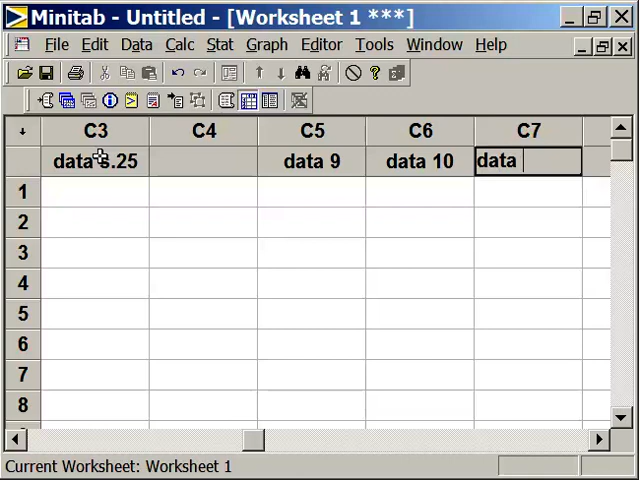 Minitab - Untitled - [Worksheet 1 ***]
File Edit Data Calc Stat Graph Editor Tools Window Help
C3 C4 C5 C6 C7
data .25 data 9 data 10 data
1
2
3
4
5
6
7
8
Current Worksheet: Worksheet 1